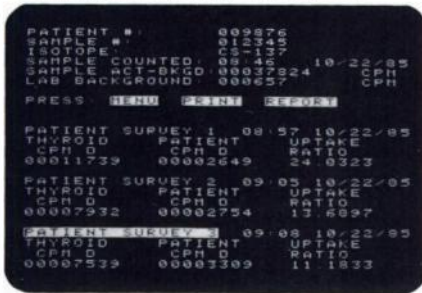 PATIENT #: 009876
SAMPLE #: 012345
ISOTOPE: CS-137
SAMPLE COUNTED: 08:46 10/22/85
SAMPLE ACT-BKGD: 00037824 CPM
LAB BACKGROUND: 000657 CPM
PRESS: MENU PRINT REPORT
PATIENT SURVEY 1 08:57 10/22/85
THYROID PATIENT UPTAKE
CPM D CPM D RATIO
00011739 00002649 24.8323
PATIENT SURVEY 2 09:05 10/22/85
THYROID PATIENT UPTAKE
CPM D CPM D RATIO
00007932 00002754 13.6897
PATIENT SURVEY 3 09:08 10/22/85
THYROID PATIENT UPTAKE
CPM D CPM D RATIO
00007539 00003309 11.1833